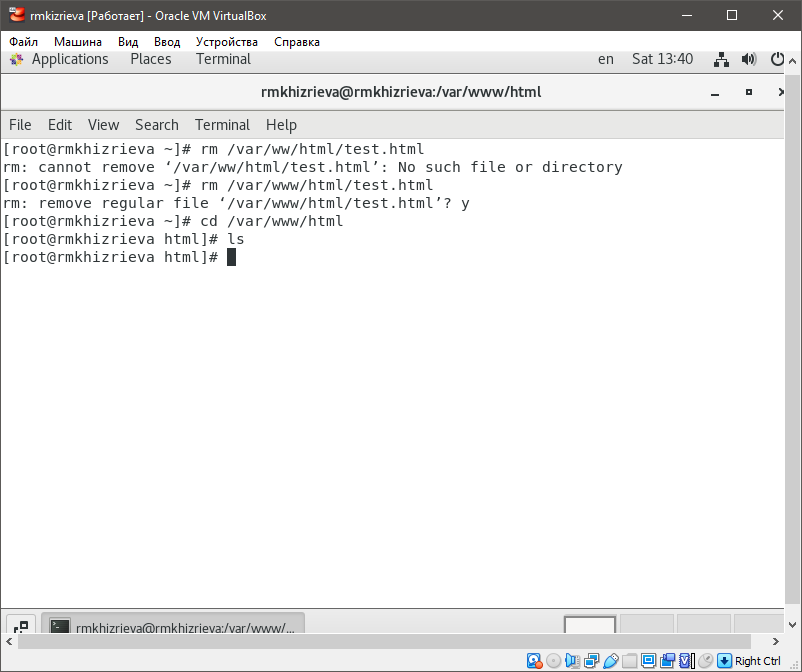 rmkizrieva [Работает] - Oracle VM VirtualBox
Файл Машина Вид Ввод Устройства Справка
Applications Places Terminal en Sat 13:40
rmkhizrieva@rmkhizrieva:/var/www/html
File Edit View Search Terminal Help
[root@rmkhizrieva ~]# rm /var/ww/html/test.html
rm: cannot remove ‘/var/ww/html/test.html’: No such file or directory
[root@rmkhizrieva ~]# rm /var/www/html/test.html
rm: remove regular file ‘/var/www/html/test.html’? y
[root@rmkhizrieva ~]# cd /var/www/html
[root@rmkhizrieva html]# ls
[root@rmkhizrieva html]#
rmkhizrieva@rmkhizrieva:/var/www/...
Right Ctrl